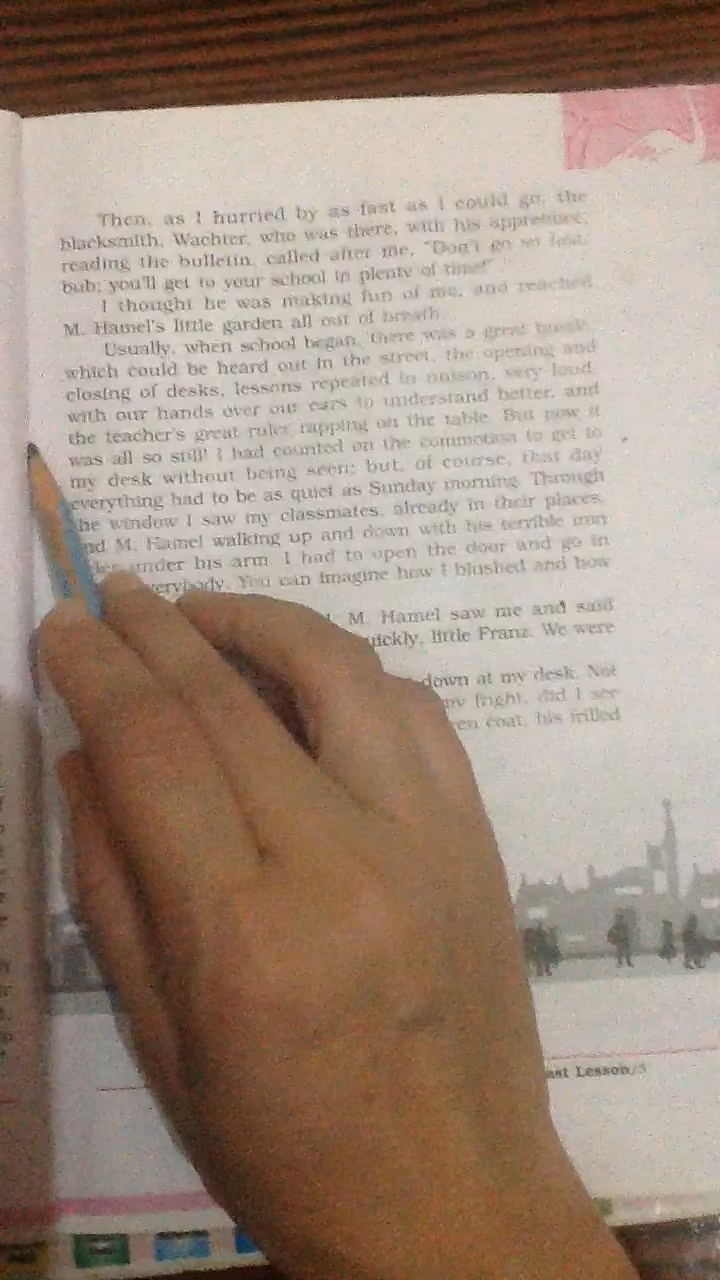 Then, as I hurried by as fast as I could go, the
blacksmith, Wachter, who was there, with his apprentice,
reading the bulletin, called after me, "Don't go so fast,
bub; you'll get to your school in plenty of time!"
I thought he was making fun of me, and reached
M. Hamel's little garden all out of breath.
Usually, when school began, there was a great bustle,
which could be heard out in the street, the opening and
closing of desks, lessons repeated in unison, very loud,
with our hands over our ears to understand better, and
the teacher's great ruler rapping on the table. But now it
was all so still! I had counted on the commotion to get to
my desk without being seen; but, of course, that day
everything had to be as quiet as Sunday morning. Through
he window I saw my classmates, already in their places,
nd M. Hamel walking up and down with his terrible iron
under his arm. I had to open the door and go in
verybody. You can imagine how I blushed and how
M. Hamel saw me and said
uickly, little Franz. We were
down at my desk. Not
my fright, did I see
en coat, his frilled
ast Lesson/3